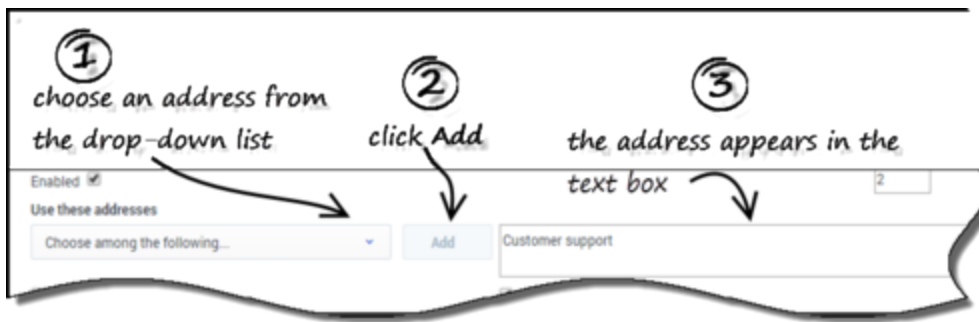 1
choose an address from
the drop-down list
2
click Add
3
the address appears in the
text box
Enabled
2
Use these addresses
Choose among the following...
Add
Customer support